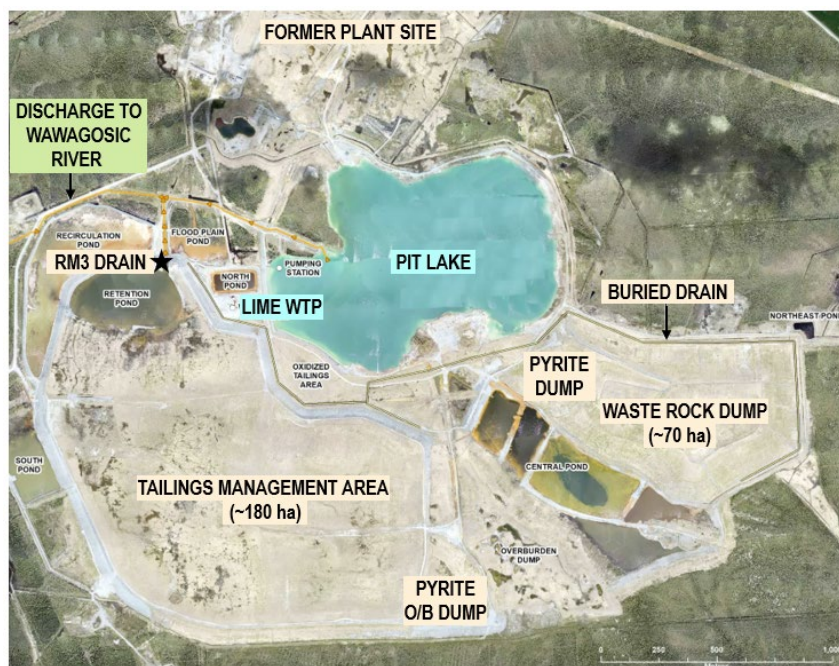 FORMER PLANT SITE
DISCHARGE TO
WAWAGOSIC
RIVER
RECIRCULATION
POND
FLOOD PLAIN
POND
RM3 DRAIN
RETENTION
POND
NORTH
POND
LIME WTP
PUMPING
STATION
PIT LAKE
BURIED DRAIN
NORTHEAST POND
OXIDIZED
TAILINGS
AREA
PYRITE
DUMP
WASTE ROCK DUMP
(~70 ha)
SOUTH
POND
TAILINGS MANAGEMENT AREA
(~180 ha)
CENTRAL POND
OVERBURDEN
DUMP
PYRITE
O/B DUMP
0 250 500